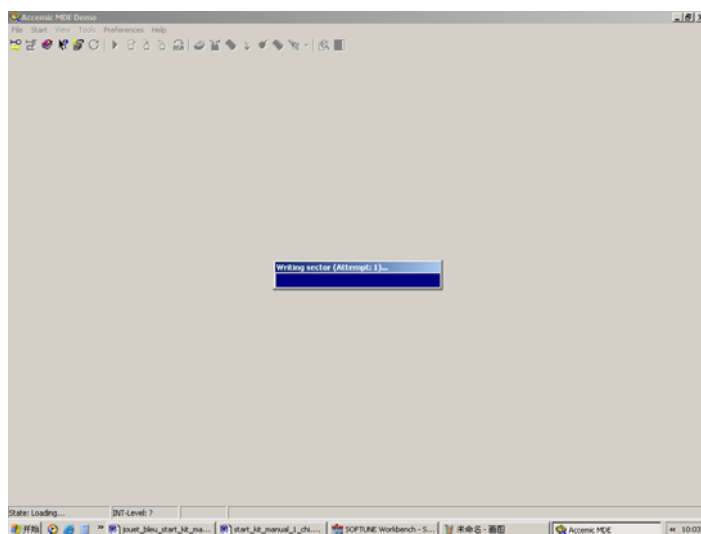 Accemic MDE Demo
File Start View Tools Preferences Help
Writing sector (Attempt: 1)...
State: Loading... INT-Level: ?
开始 » jouet_bleu_start_kit_ma... start_kit_manual_1_chi.... SOFTUNE Workbench - S... 未命名 - 画图 Accemic MDE « 10:03